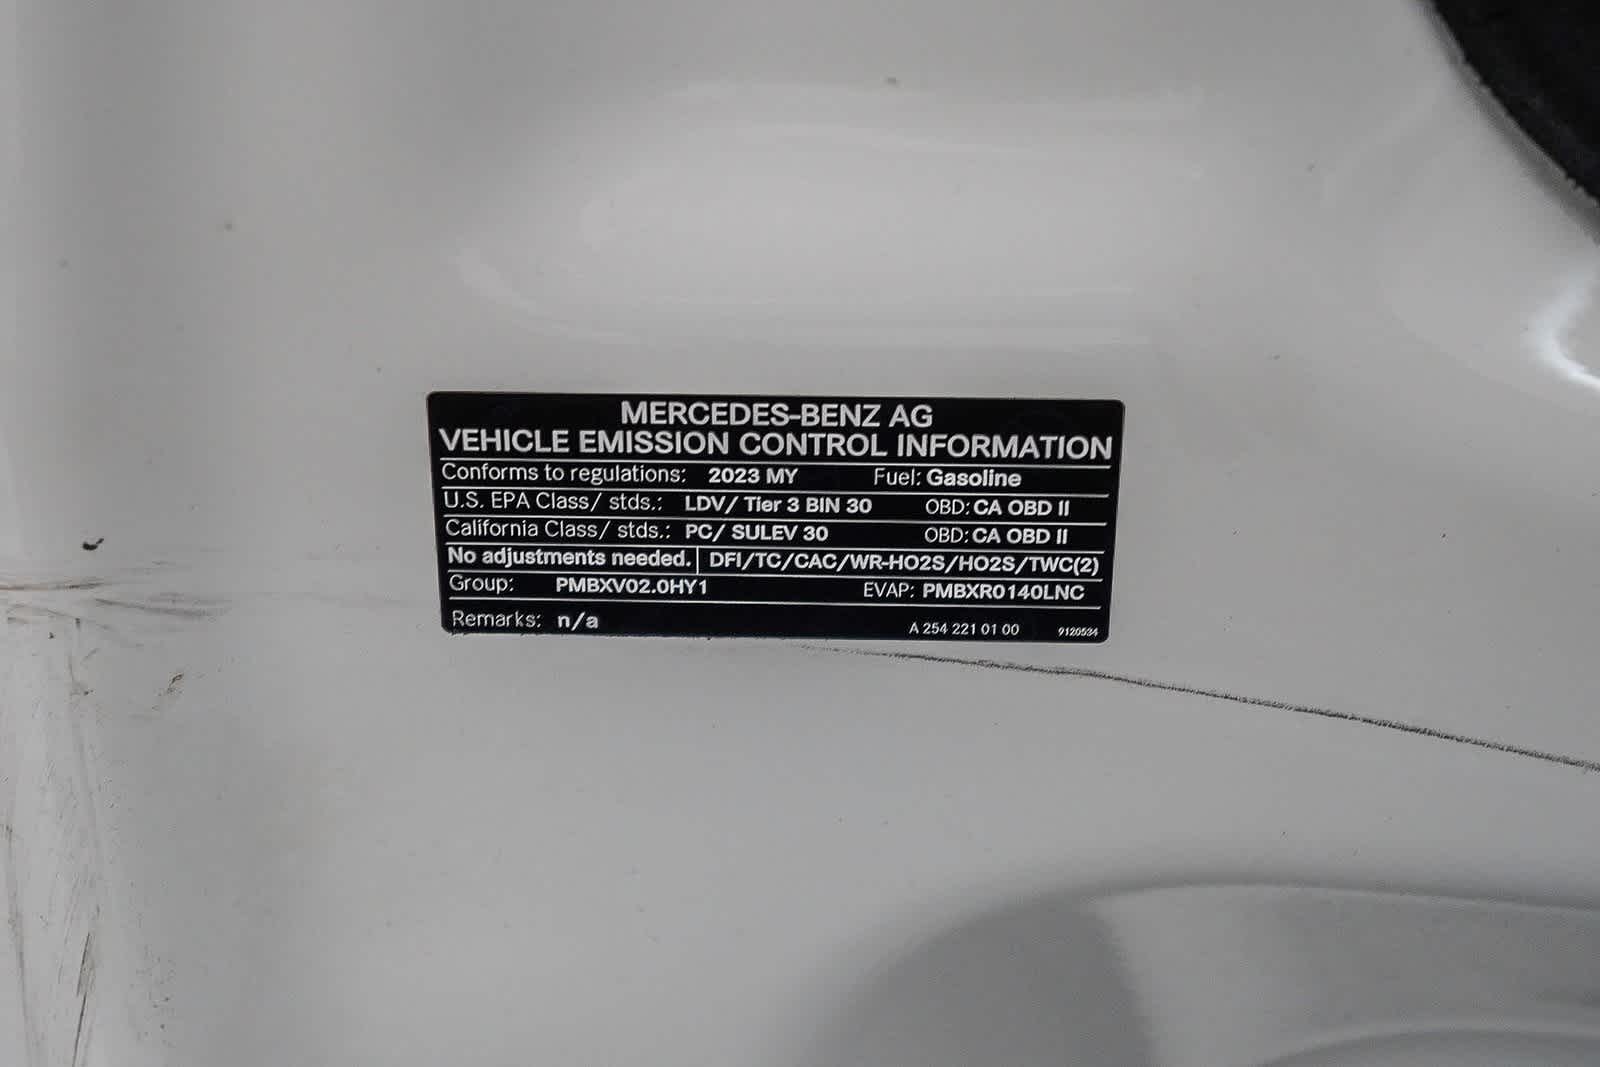 MERCEDES-BENZ AG
VEHICLE EMISSION CONTROL INFORMATION
Conforms to regulations: 2023 MY Fuel: Gasoline
U.S. EPA Class/ stds.: LDV/ Tier 3 BIN 30 OBD: CA OBD II
California Class/ stds.: PC/ SULEV 30 OBD: CA OBD II
No adjustments needed. DFI/TC/CAC/WR-HO2S/HO2S/TWC(2)
Group: PMBXV02.0HY1 EVAP: PMBXR0140LNC
Remarks: n/a A 254 221 01 00 9120534